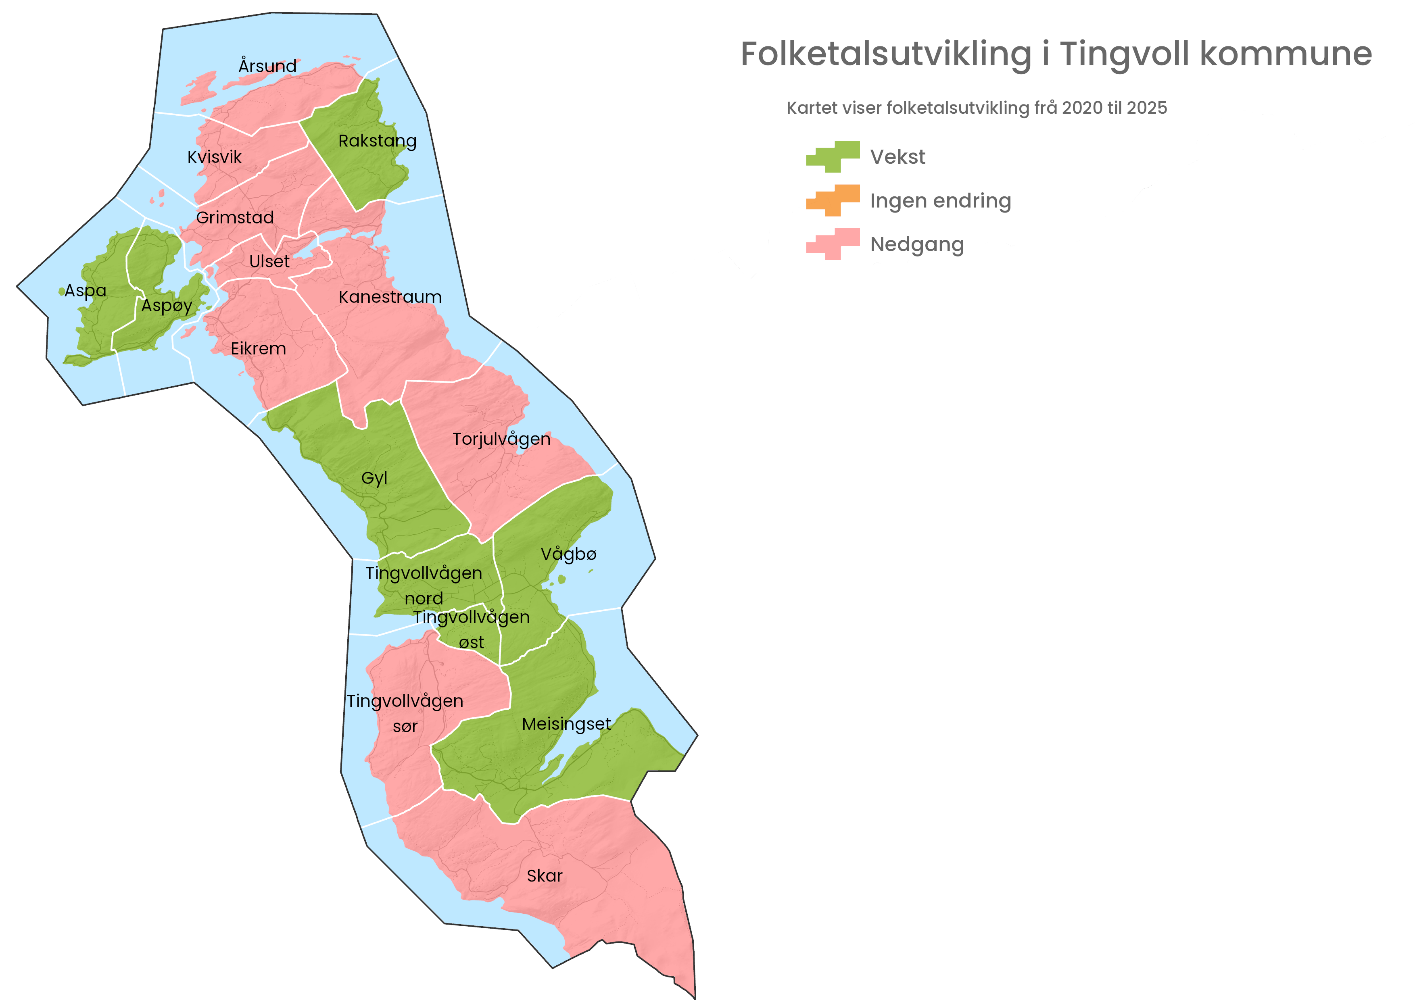 Folketalsutvikling i Tingvoll kommune
Kartet viser folketalsutvikling frå 2020 til 2025
Vekst
Ingen endring
Nedgang
Årsund
Rakstang
Kvisvik
Grimstad
Ulset
Aspa
Aspøy
Kanestraum
Eikrem
Torjulvågen
Gyl
Vågbø
Tingvollvågen
nord
Tingvollvågen
øst
Tingvollvågen
sør
Meisingset
Skar